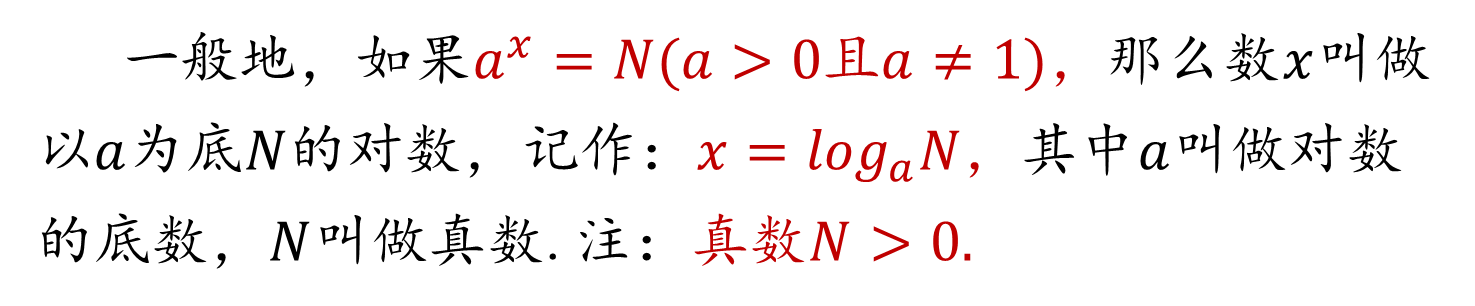 一般地，如果aˣ = N(a > 0且a ≠ 1)，那么数x叫做
以a为底N的对数，记作：x = logₐN，其中a叫做对数
的底数，N叫做真数. 注：真数N > 0.